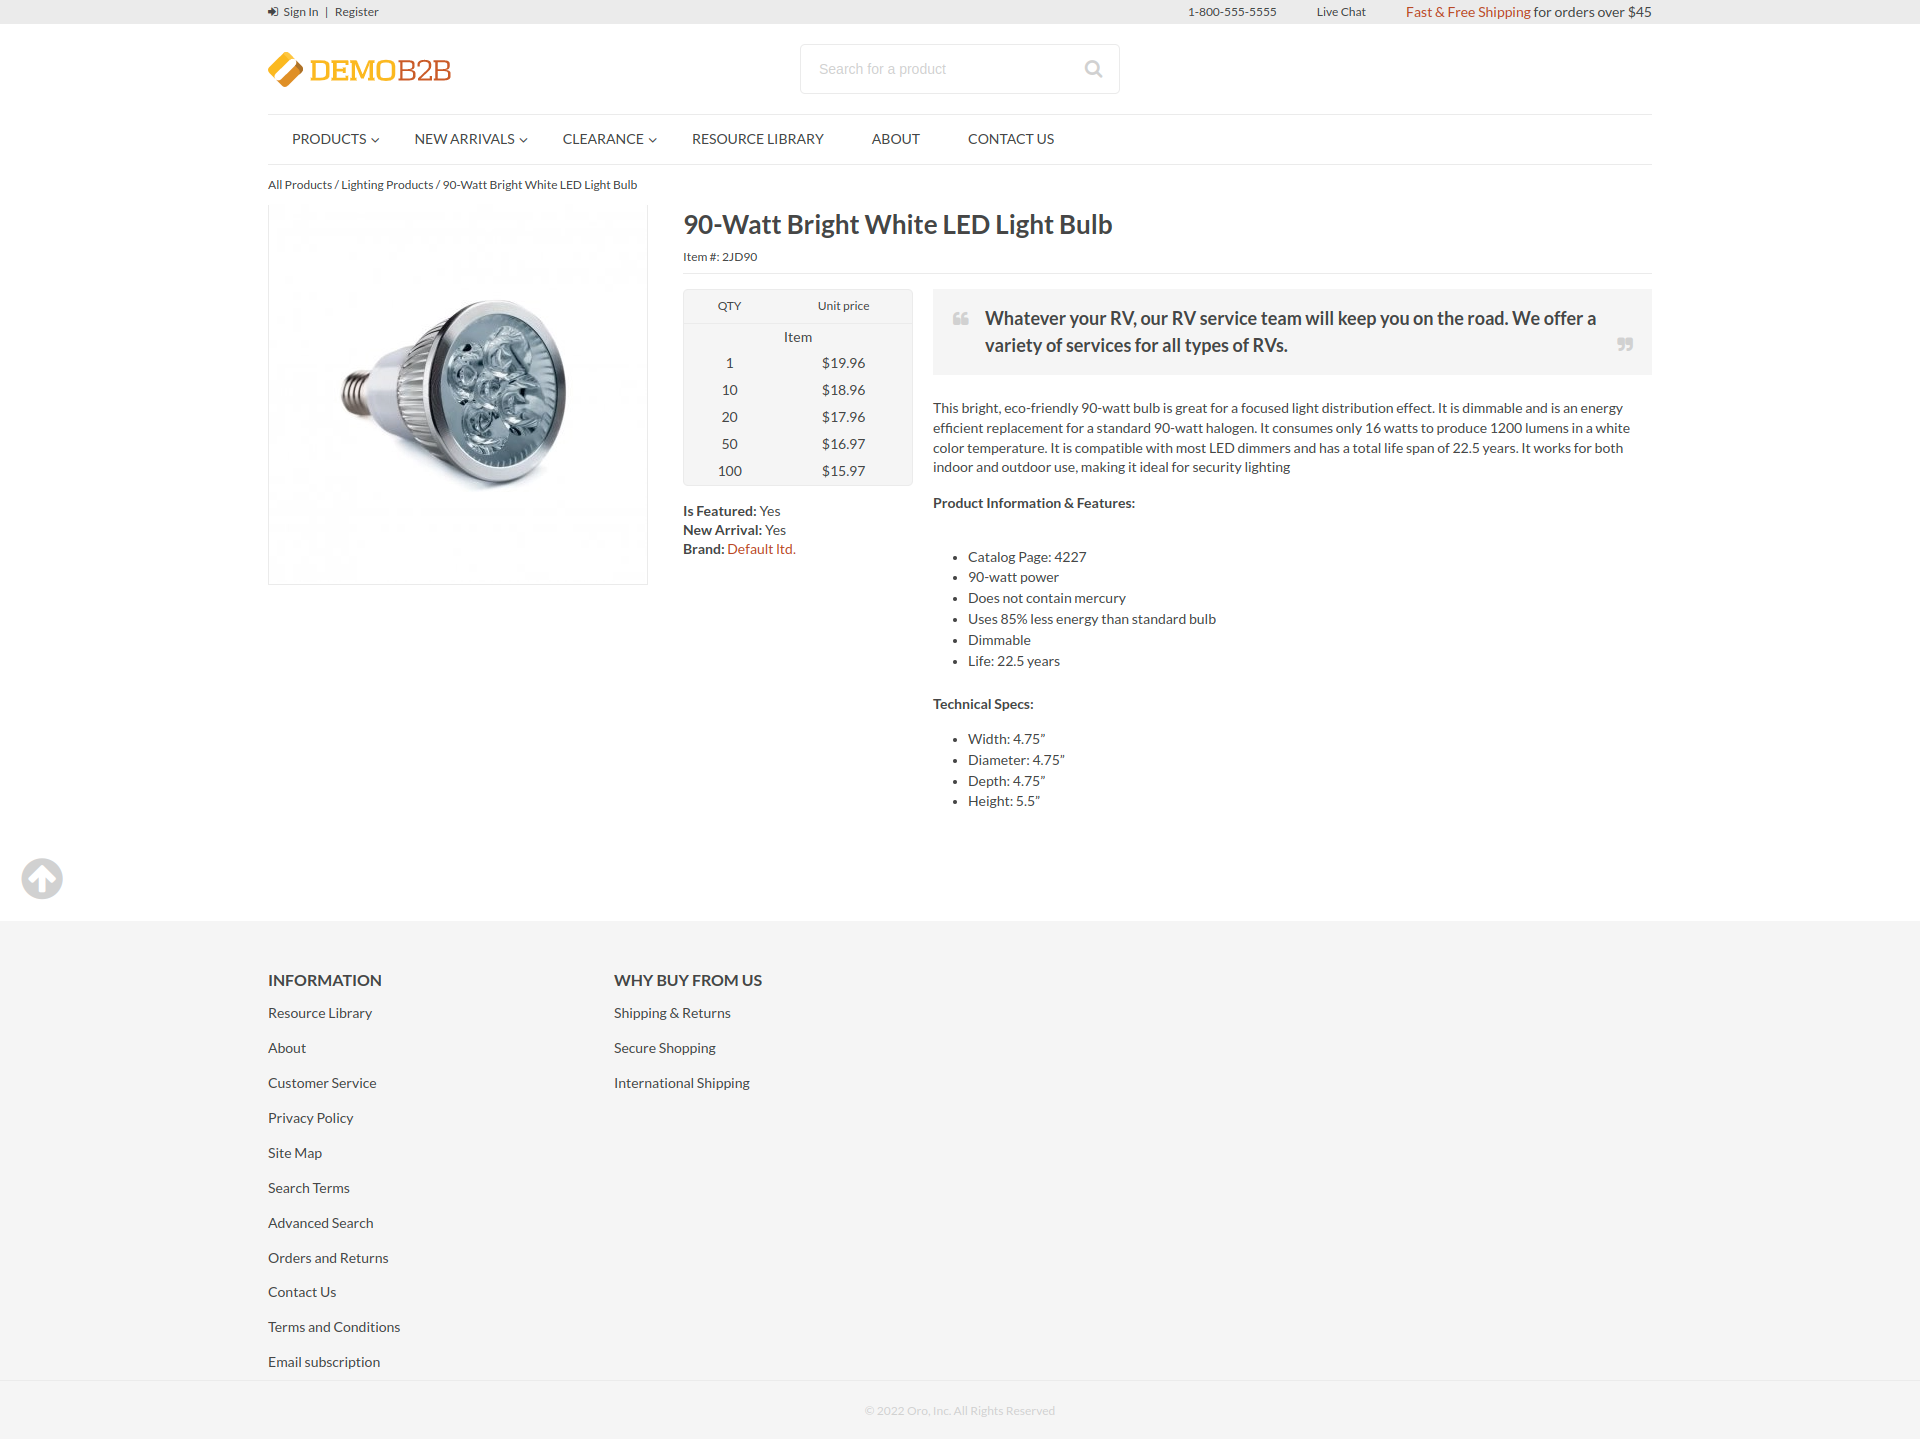 Sign In | Register
1-800-555-5555 Live Chat Fast & Free Shipping for orders over $45
DEMOB2B
Search for a product
PRODUCTS NEW ARRIVALS CLEARANCE RESOURCE LIBRARY ABOUT CONTACT US
All Products / Lighting Products / 90-Watt Bright White LED Light Bulb
90-Watt Bright White LED Light Bulb
Item #: 2JD90
QTY Unit price
Item
1 $19.96
10 $18.96
20 $17.96
50 $16.97
100 $15.97
Is Featured: Yes
New Arrival: Yes
Brand: Default ltd.
Whatever your RV, our RV service team will keep you on the road. We offer a
variety of services for all types of RVs.
This bright, eco-friendly 90-watt bulb is great for a focused light distribution effect. It is dimmable and is an energy
efficient replacement for a standard 90-watt halogen. It consumes only 16 watts to produce 1200 lumens in a white
color temperature. It is compatible with most LED dimmers and has a total life span of 22.5 years. It works for both
indoor and outdoor use, making it ideal for security lighting
Product Information & Features:
• Catalog Page: 4227
• 90-watt power
• Does not contain mercury
• Uses 85% less energy than standard bulb
• Dimmable
• Life: 22.5 years
Technical Specs:
• Width: 4.75”
• Diameter: 4.75”
• Depth: 4.75”
• Height: 5.5”
INFORMATION
Resource Library
About
Customer Service
Privacy Policy
Site Map
Search Terms
Advanced Search
Orders and Returns
Contact Us
Terms and Conditions
Email subscription
WHY BUY FROM US
Shipping & Returns
Secure Shopping
International Shipping
© 2022 Oro, Inc. All Rights Reserved